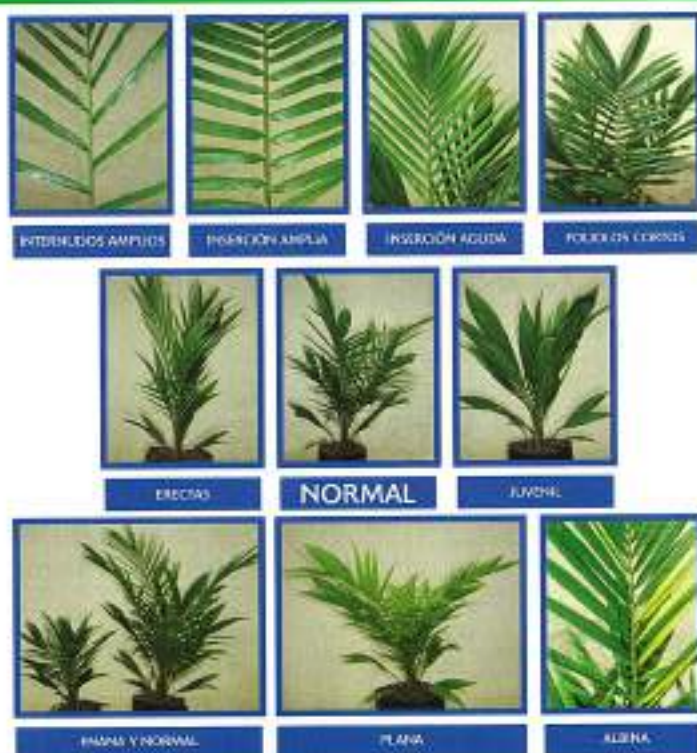 INTERNUDOS AMPLIOS
INSERCIÓN AMPLIA
INSERCIÓN AGUDA
FOLIOLOS CORTOS
ERECTAS
NORMAL
JUVENIL
ENANA Y NORMAL
PLANA
ALBINA